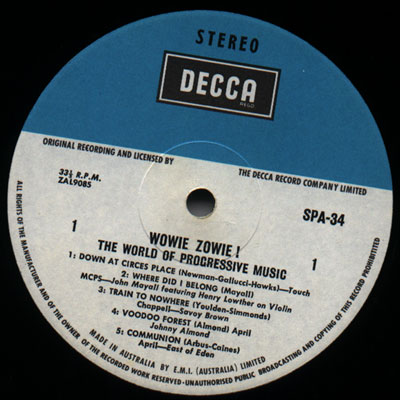 STEREO
DECCA
REGD
ORIGINAL RECORDING AND LICENSED BY
THE DECCA RECORD COMPANY LIMITED
33⅓ R.P.M.
ZAL9085
SPA-34
1
1
WOWIE ZOWIE!
THE WORLD OF PROGRESSIVE MUSIC
1: DOWN AT CIRCES PLACE (Newman-Gallucci-Hawks)—Touch
2: WHERE DID I BELONG (Mayall)
MCPS—John Mayall featuring Henry Lowther on Violin
3: TRAIN TO NOWHERE (Youlden-Simmonds)
Chappell—Savoy Brown
4: VOODOO FOREST (Almond) April
Johnny Almond
5: COMMUNION (Arbus-Caines)
April—East of Eden
MADE IN AUSTRALIA BY E.M.I. (AUSTRALIA) LIMITED
ALL RIGHTS OF THE MANUFACTURER AND OF THE OWNER OF THE RECORDED WORK RESERVED-UNAUTHORISED PUBLIC BROADCASTING AND COPYING OF THIS RECORD PROHIBITED